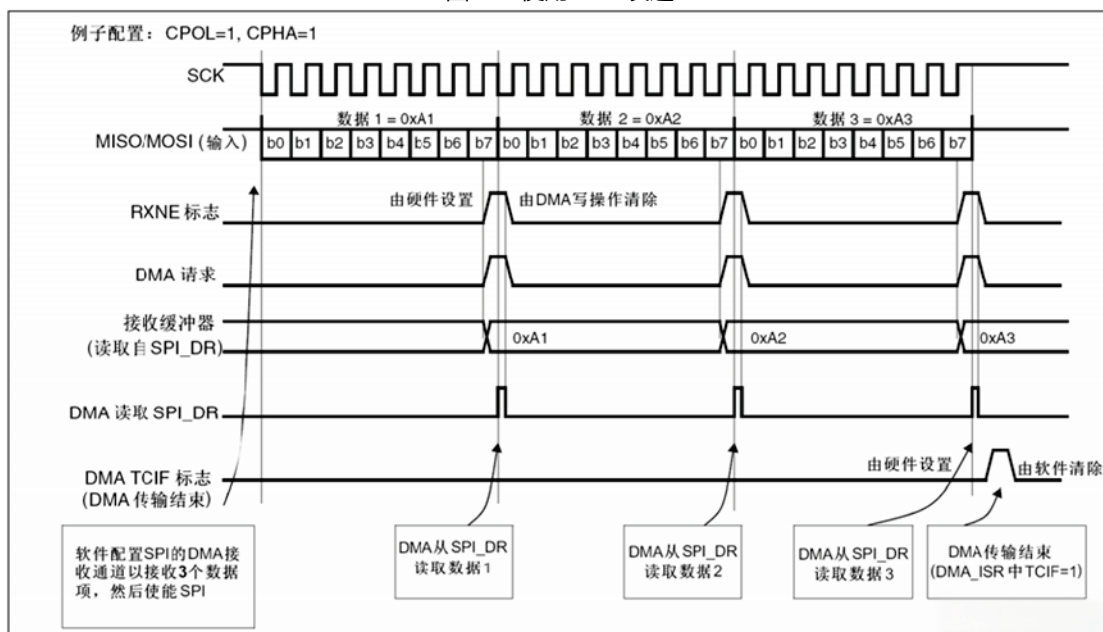 例子配置：CPOL=1, CPHA=1
SCK
数据 1 = 0xA1
数据 2 = 0xA2
数据 3 = 0xA3
MISO/MOSI (输入)
b0 b1 b2 b3 b4 b5 b6 b7 b0 b1 b2 b3 b4 b5 b6 b7 b0 b1 b2 b3 b4 b5 b6 b7
由硬件设置
由DMA写操作清除
RXNE 标志
DMA 请求
接收缓冲器
(读取自SPI_DR)
0xA1
0xA2
0xA3
DMA 读取 SPI_DR
DMA TCIF 标志
(DMA 传输结束)
由硬件设置
由软件清除
软件配置SPI的DMA接
收通道以接收3个数据
项，然后使能SPI
DMA从SPI_DR
读取数据1
DMA从SPI_DR
读取数据2
DMA从SPI_DR
读取数据3
DMA传输结束
(DMA_ISR中TCIF=1)